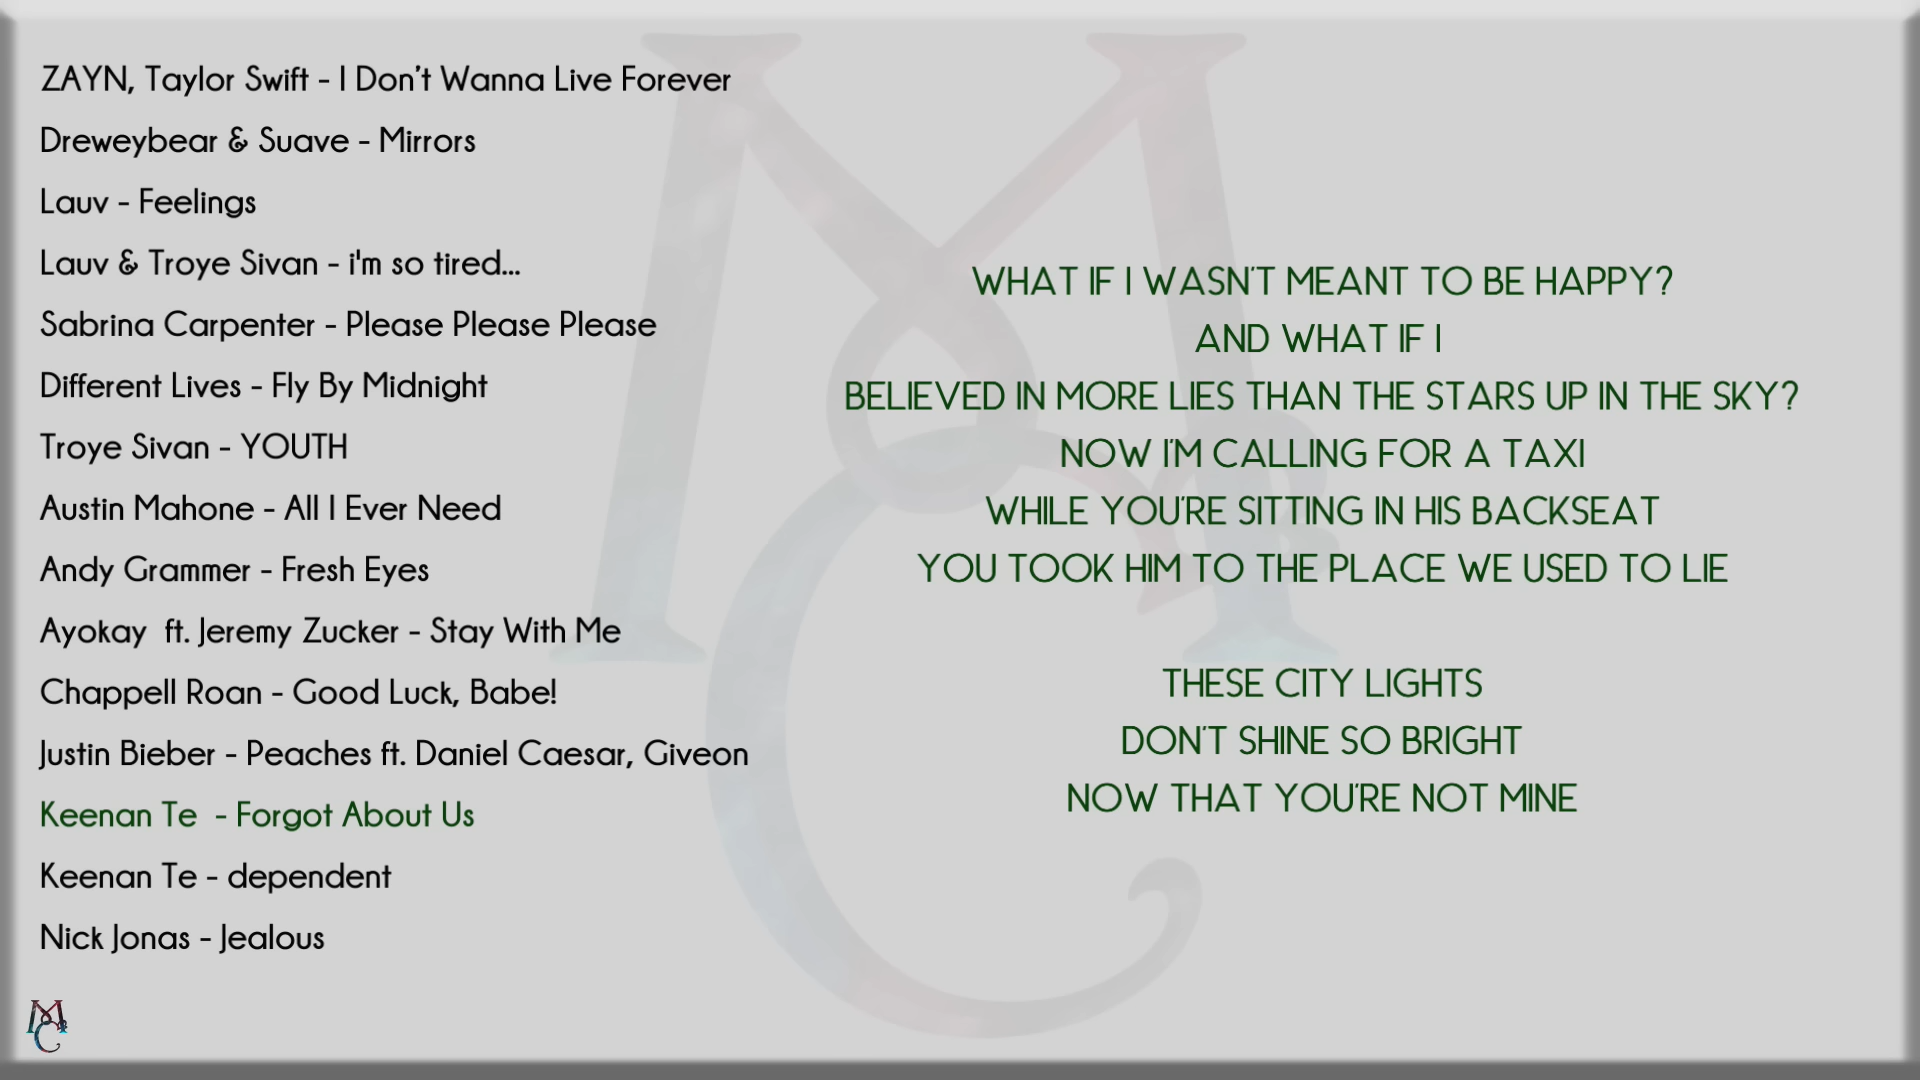 ZAYN, Taylor Swift - I Don't Wanna Live Forever
Dreweybear & Suave - Mirrors
Lauv - Feelings
Lauv & Troye Sivan - i'm so tired...
Sabrina Carpenter - Please Please Please
Different Lives - Fly By Midnight
Troye Sivan - YOUTH
Austin Mahone - All I Ever Need
Andy Grammer - Fresh Eyes
Ayokay  ft. Jeremy Zucker - Stay With Me
Chappell Roan - Good Luck, Babe!
Justin Bieber - Peaches ft. Daniel Caesar, Giveon
Keenan Te  - Forgot About Us
Keenan Te - dependent
Nick Jonas - Jealous
WHAT IF I WASN'T MEANT TO BE HAPPY?
AND WHAT IF I
BELIEVED IN MORE LIES THAN THE STARS UP IN THE SKY?
NOW I'M CALLING FOR A TAXI
WHILE YOU'RE SITTING IN HIS BACKSEAT
YOU TOOK HIM TO THE PLACE WE USED TO LIE
THESE CITY LIGHTS
DON'T SHINE SO BRIGHT
NOW THAT YOU'RE NOT MINE